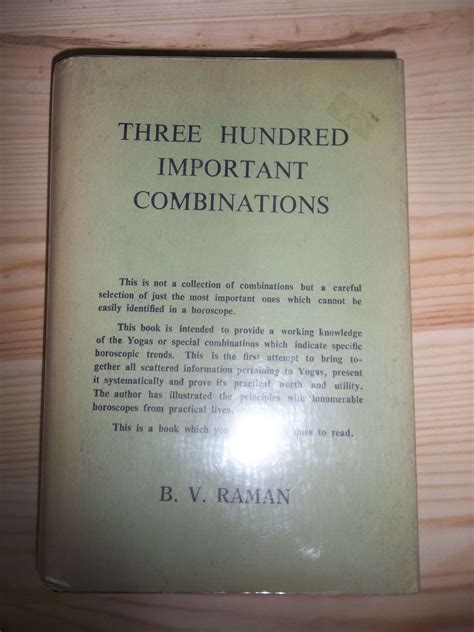 THREE HUNDRED
IMPORTANT
COMBINATIONS
This is not a collection of combinations but a careful
selection of just the most important ones which cannot be
easily identified in a horoscope.
This book is intended to provide a working knowledge
of the Yogas or special combinations which indicate specific
horoscopic trends. This is the first attempt to bring to-
gether all scattered information pertaining to Yogas, present
it systematically and prove its practical worth and utility.
The author has illustrated the principles with innumerable
horoscopes from practical lives.
This is a book which you miss to read.
B. V. RAMAN